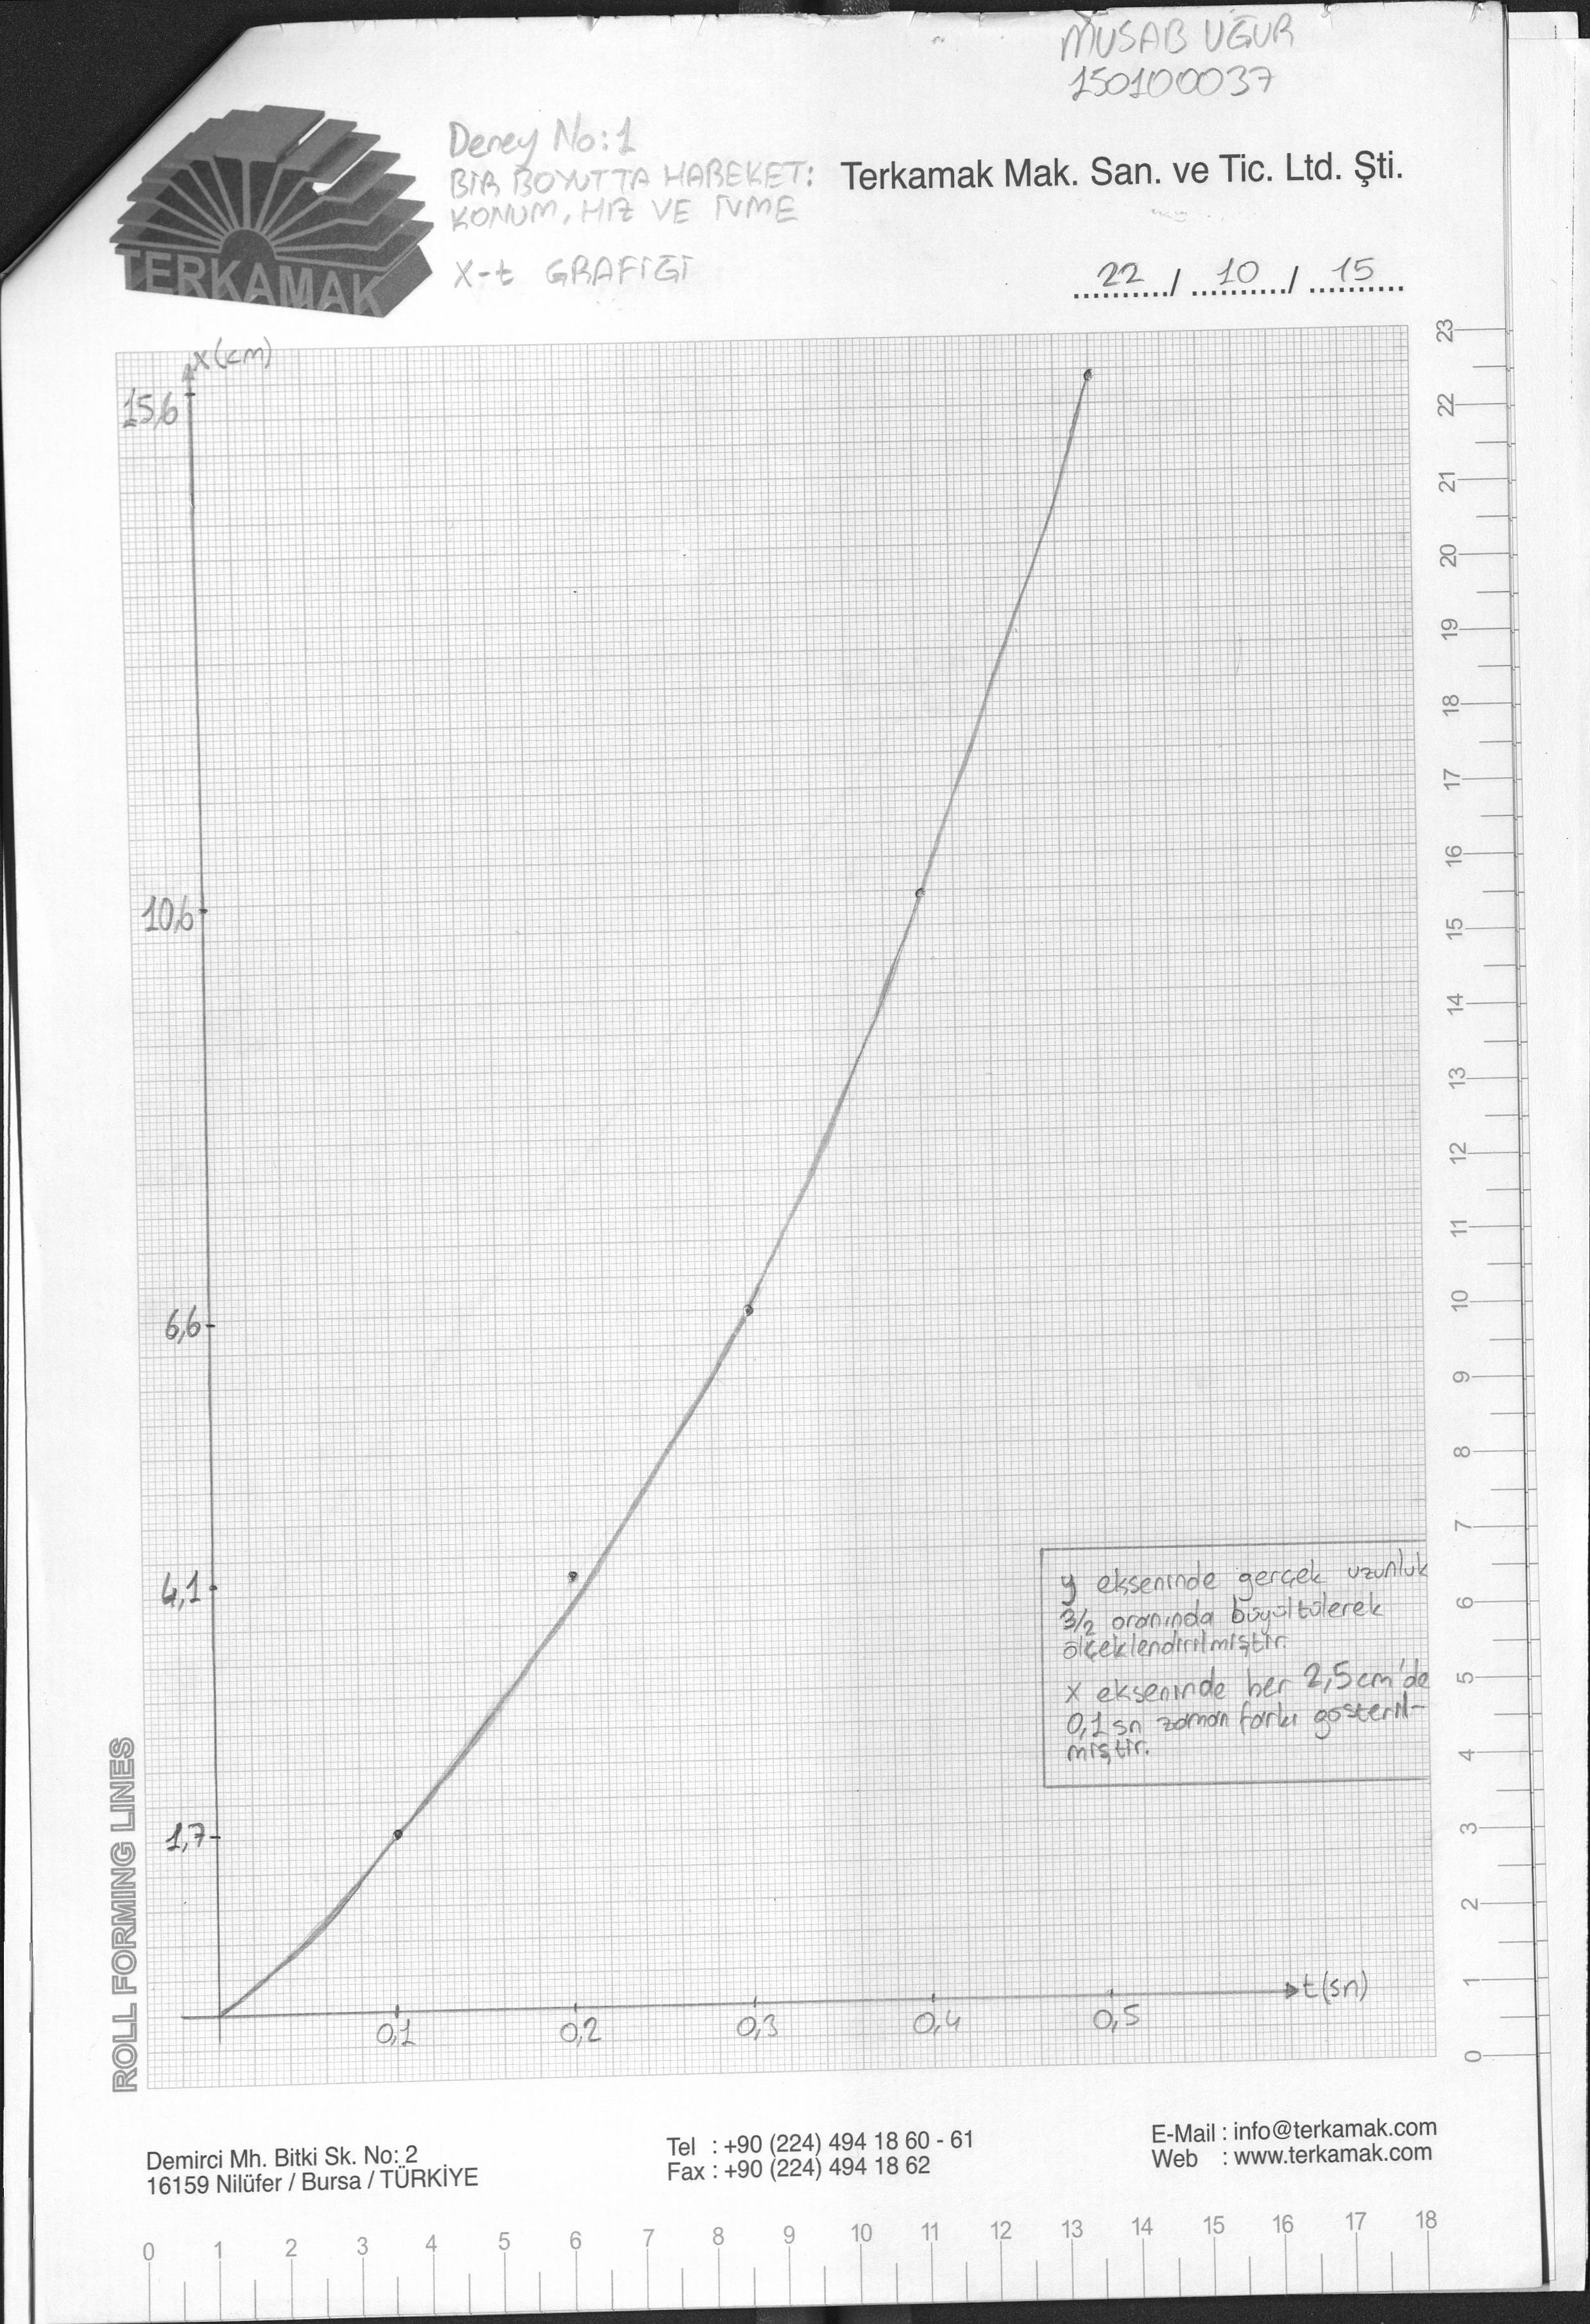 MUSAB UĞUR
150100037
Deney No:1
BİR BOYUTTA HAREKET:
KONUM, HIZ VE İVME
X-t GRAFİĞİ
Terkamak Mak. San. ve Tic. Ltd. Şti.
22 / 10 / 15
TERKAMAK
x(cm)
15,6
10,6
6,6
4,1
1,7
0,1 0,2 0,3 0,4 0,5
t(sn)
y ekseninde gerçek uzunluk
3/2 oranında büyültülerek
ölçeklendirilmiştir.
x ekseninde her 2,5cm'de
0,1 sn zaman farkı gösteril-
miştir.
23
22
21
20
19
18
17
16
15
14
13
12
11
10
9
8
7
6
5
4
3
2
1
0
ROLL FORMING LINES
Demirci Mh. Bitki Sk. No: 2
16159 Nilüfer / Bursa / TÜRKİYE
Tel : +90 (224) 494 18 60 - 61
Fax : +90 (224) 494 18 62
E-Mail : info@terkamak.com
Web : www.terkamak.com
0 1 2 3 4 5 6 7 8 9 10 11 12 13 14 15 16 17 18